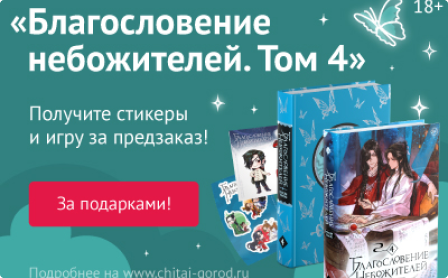 18+
«Благословение
небожителей. Том 4»
Получите стикеры
и игру за предзаказ!
За подарками!
Подробнее на www.chitai-gorod.ru
Благословение
Небожителей